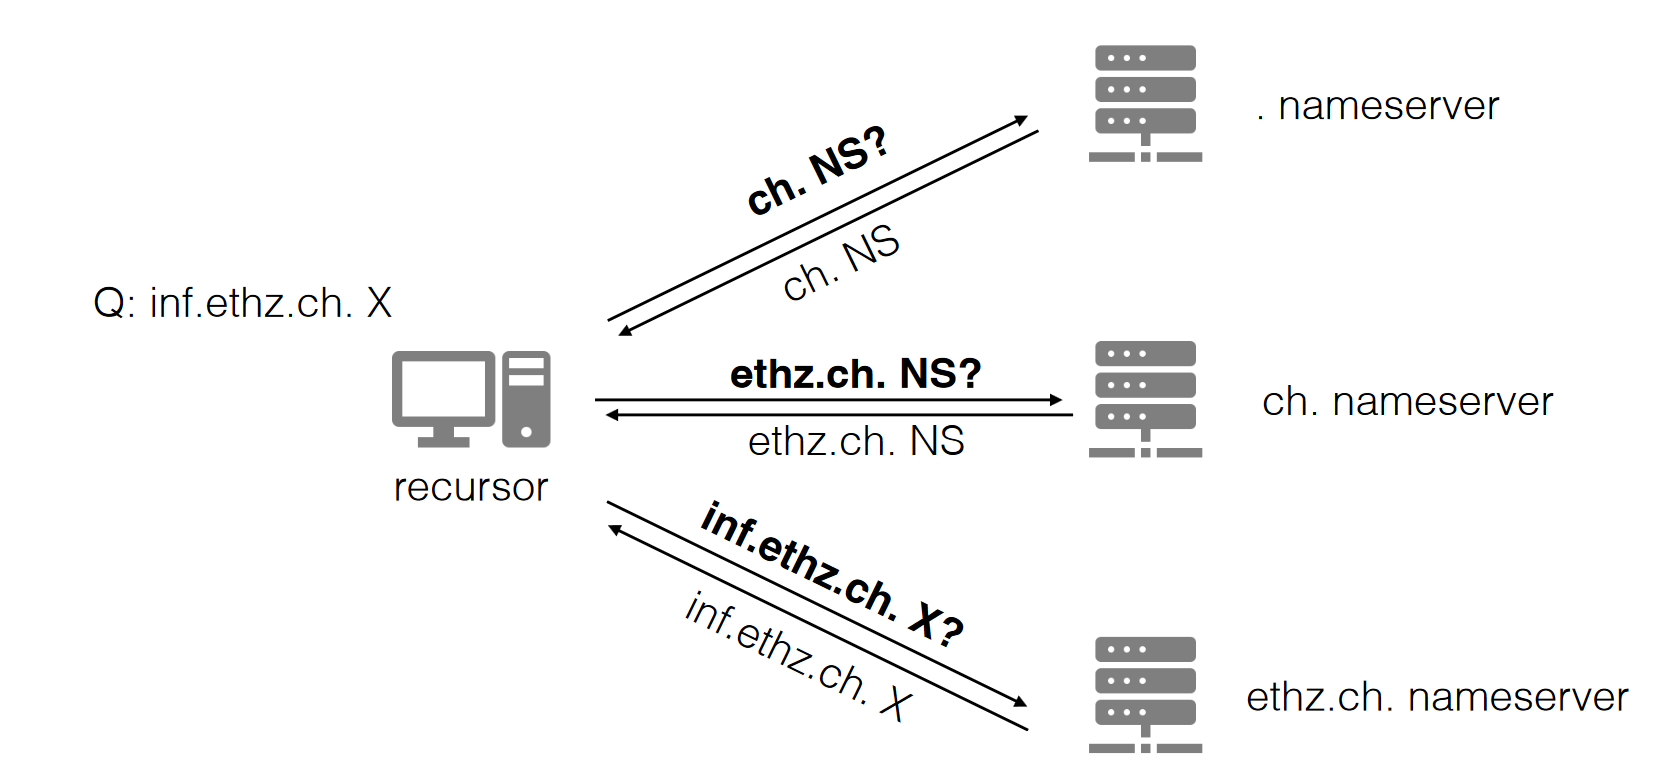 . nameserver
ch. NS?
ch. NS
Q: inf.ethz.ch. X
recursor
ethz.ch. NS?
ethz.ch. NS
ch. nameserver
inf.ethz.ch. X?
inf.ethz.ch. X
ethz.ch. nameserver